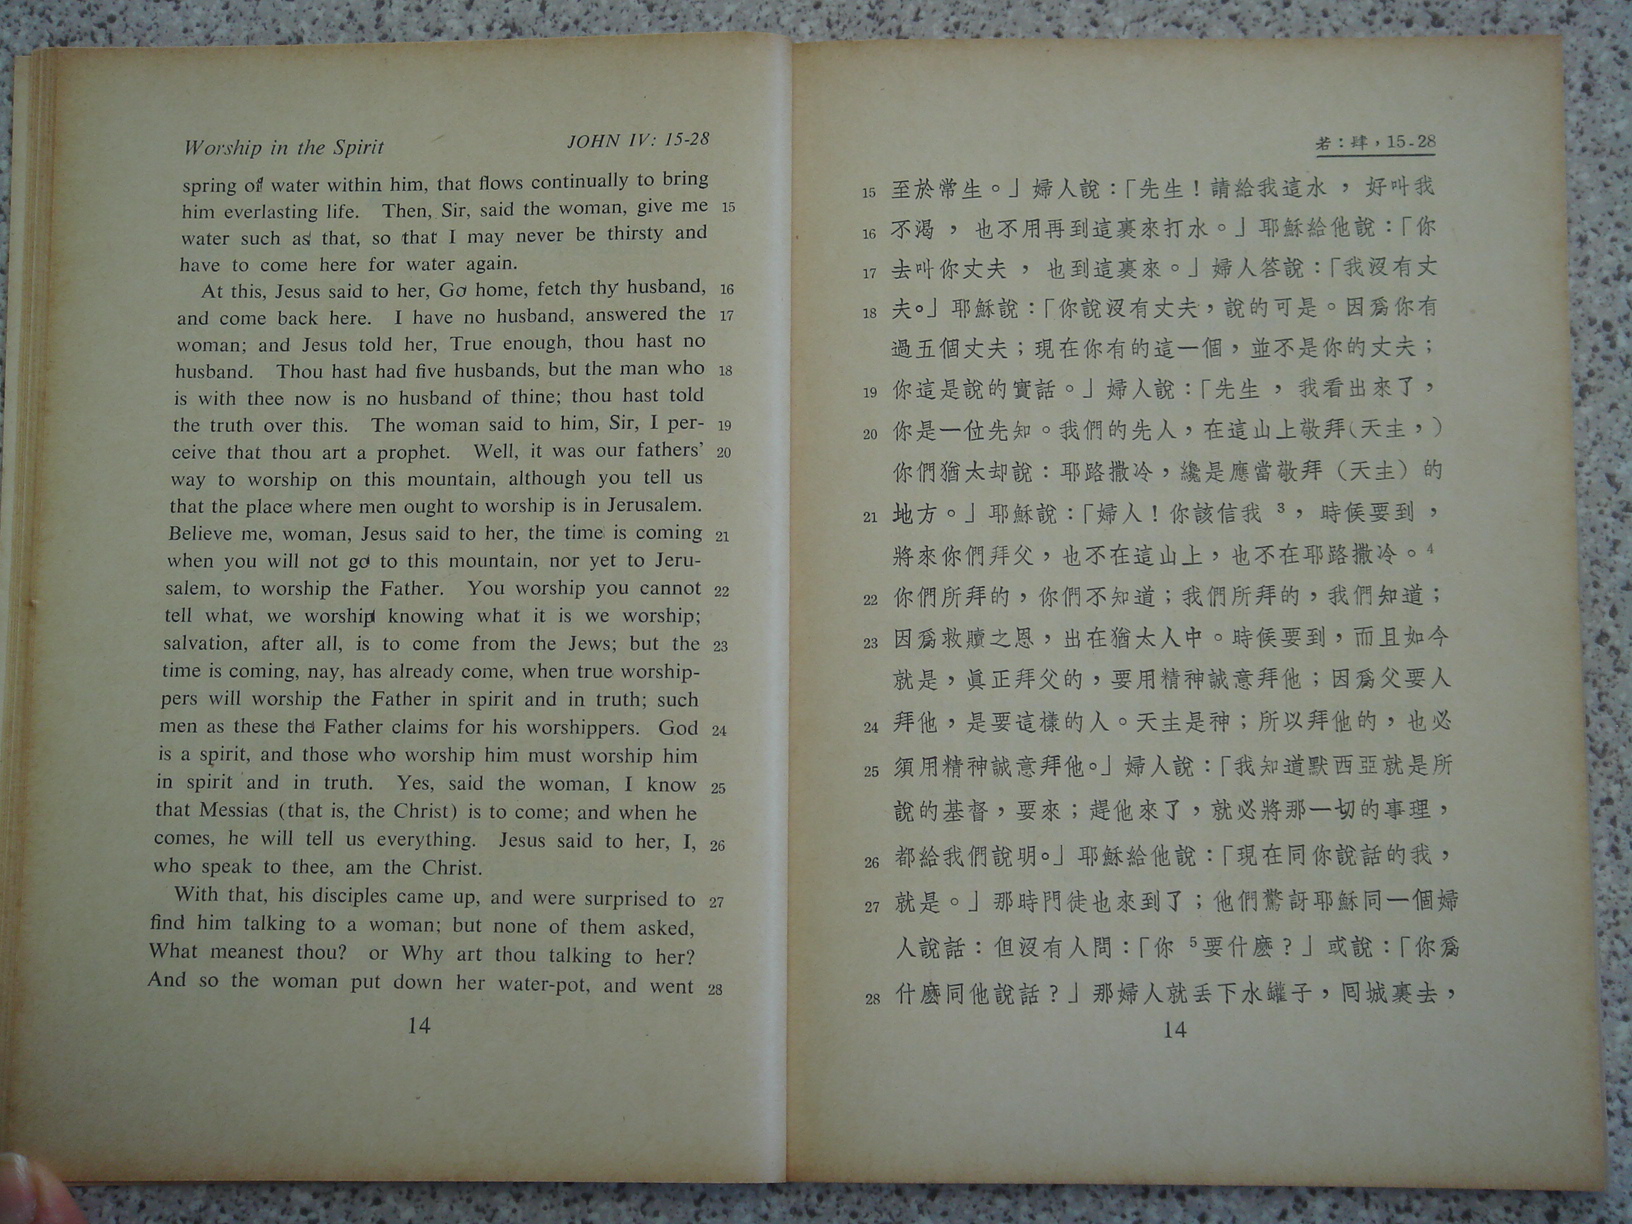 Worship in the Spirit JOHN IV: 15-28
spring of water within him, that flows continually to bring
him everlasting life. Then, Sir, said the woman, give me 15
water such as that, so that I may never be thirsty and
have to come here for water again.
At this, Jesus said to her, Go home, fetch thy husband, 16
and come back here. I have no husband, answered the 17
woman; and Jesus told her, True enough, thou hast no
husband. Thou hast had five husbands, but the man who 18
is with thee now is no husband of thine; thou hast told
the truth over this. The woman said to him, Sir, I per- 19
ceive that thou art a prophet. Well, it was our fathers' 20
way to worship on this mountain, although you tell us
that the place where men ought to worship is in Jerusalem.
Believe me, woman, Jesus said to her, the time is coming 21
when you will not go to this mountain, nor yet to Jeru-
salem, to worship the Father. You worship you cannot 22
tell what, we worship knowing what it is we worship;
salvation, after all, is to come from the Jews; but the 23
time is coming, nay, has already come, when true worship-
pers will worship the Father in spirit and in truth; such
men as these the Father claims for his worshippers. God 24
is a spirit, and those who worship him must worship him
in spirit and in truth. Yes, said the woman, I know 25
that Messias (that is, the Christ) is to come; and when he
comes, he will tell us everything. Jesus said to her, I, 26
who speak to thee, am the Christ.
With that, his disciples came up, and were surprised to 27
find him talking to a woman; but none of them asked,
What meanest thou? or Why art thou talking to her?
And so the woman put down her water-pot, and went 28
14
若：肆，15-28
15 至於常生。」婦人說：「先生！請給我這水，好叫我
16 不渴，也不用再到這裏來打水。」耶穌給他說：「你
17 去叫你丈夫，也到這裏來。」婦人答說：「我沒有丈
18 夫。」耶穌說：「你說沒有丈夫，說的可是。因爲你有
過五個丈夫；現在你有的這一個，並不是你的丈夫；
19 你這是說的實話。」婦人說：「先生，我看出來了，
20 你是一位先知。我們的先人，在這山上敬拜（天主，）
你們猶太却說：耶路撒冷，纔是應當敬拜（天主）的
21 地方。」耶穌說：「婦人！你該信我 3，時候要到，
將來你們拜父，也不在這山上，也不在耶路撒冷。4
22 你們所拜的，你們不知道；我們所拜的，我們知道；
23 因爲救贖之恩，出在猶太人中。時候要到，而且如今
就是，眞正拜父的，要用精神誠意拜他；因爲父要人
24 拜他，是要這樣的人。天主是神；所以拜他的，也必
25 須用精神誠意拜他。」婦人說：「我知道默西亞就是所
說的基督，要來；趕他來了，就必將那一切的事理，
26 都給我們說明。」耶穌給他說：「現在同你說話的我，
27 就是。」那時門徒也來到了；他們驚訝耶穌同一個婦
人說話：但沒有人問：「你 5要什麽？」或說：「你爲
28 什麽同他說話？」那婦人就丟下水罐子，囘城裏去，
14